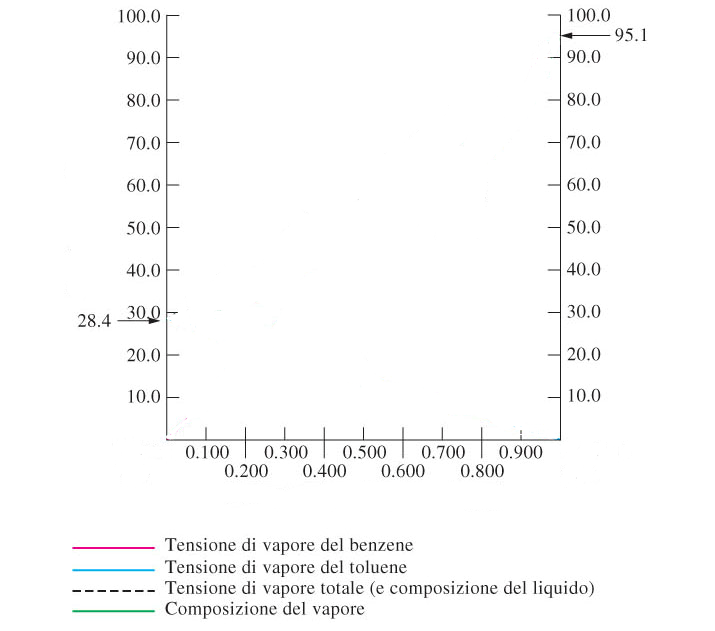 100.0 100.0
95.1
90.0 90.0
80.0 80.0
70.0 70.0
60.0 60.0
50.0 50.0
40.0 40.0
30.0 30.0
28.4
20.0 20.0
10.0 10.0
0.100 0.300 0.500 0.700 0.900
0.200 0.400 0.600 0.800
Tensione di vapore del benzene
Tensione di vapore del toluene
Tensione di vapore totale (e composizione del liquido)
Composizione del vapore